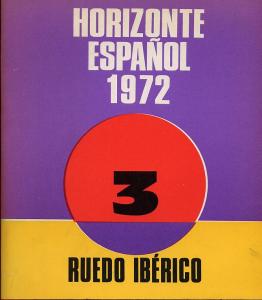 HORIZONTE
ESPAÑOL
1972
3
RUEDO IBÉRICO